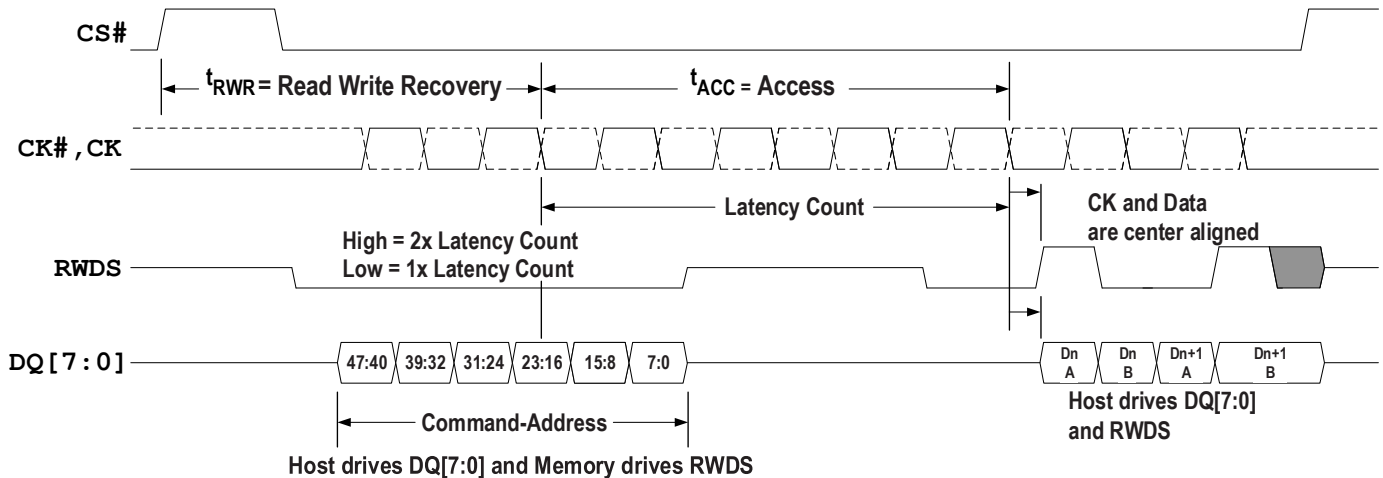 CS#
tRWR= Read Write Recovery
tACC = Access
CK#,CK
Latency Count
CK and Data
are center aligned
High = 2x Latency Count
Low = 1x Latency Count
RWDS
DQ[7:0]
47:40 39:32 31:24 23:16 15:8 7:0
Dn Dn Dn+1 Dn+1
A B A B
Host drives DQ[7:0]
and RWDS
Command-Address
Host drives DQ[7:0] and Memory drives RWDS